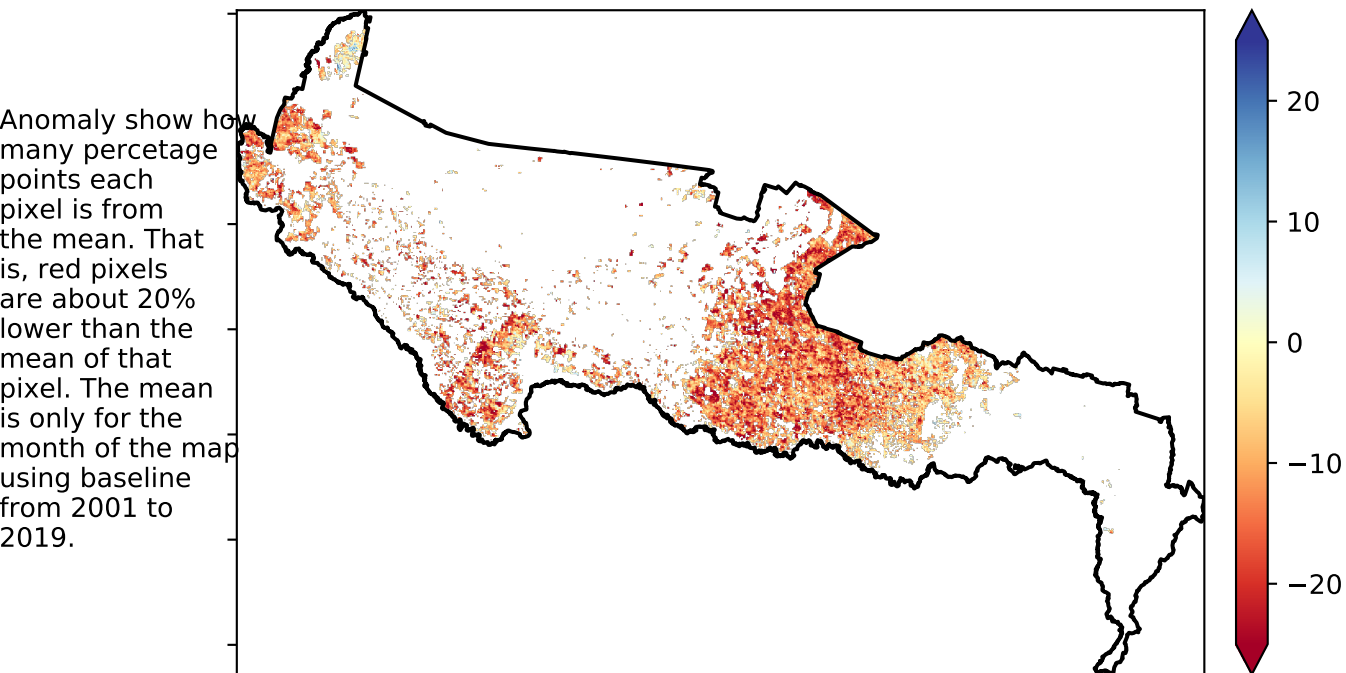 Anomaly show how
many percetage
points each
pixel is from
the mean. That
is, red pixels
are about 20%
lower than the
mean of that
pixel. The mean
is only for the
month of the map
using baseline
from 2001 to
2019.
20
10
0
−10
−20